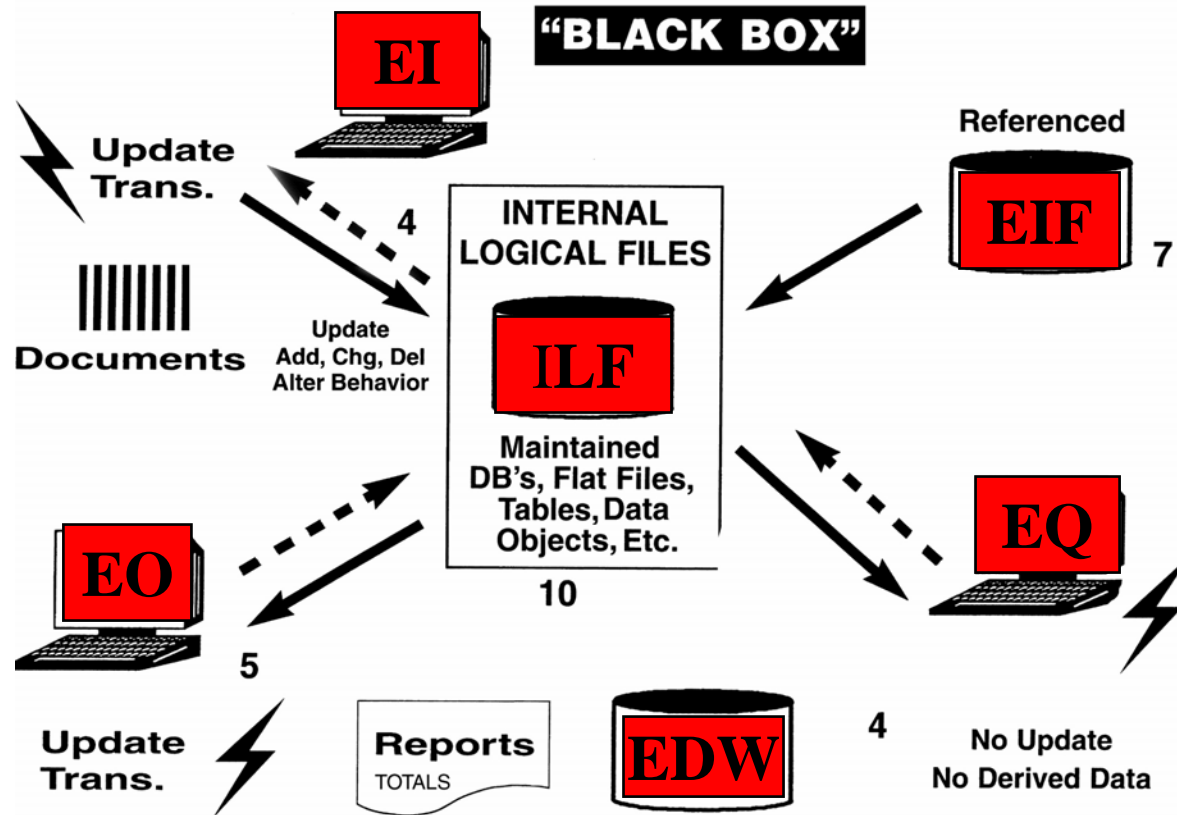 “BLACK BOX”
EI
Update
Trans.
4
Documents
Update
Add, Chg, Del
Alter Behavior
INTERNAL
LOGICAL FILES
ILF
Maintained
DB's, Flat Files,
Tables, Data
Objects, Etc.
10
Referenced
EIF
7
EO
5
EQ
Update
Trans.
Reports
TOTALS
EDW
4
No Update
No Derived Data